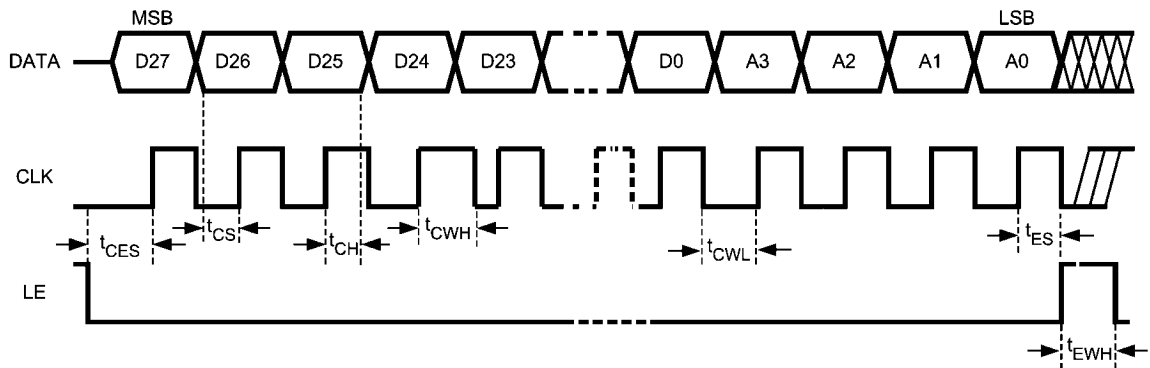 MSB LSB
DATA D27 D26 D25 D24 D23 D0 A3 A2 A1 A0
CLK
tCES tCS tCH tCWH tCWL tES
LE
tEWH